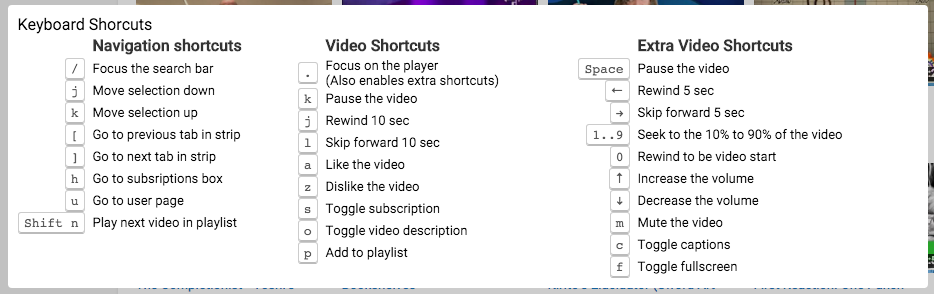 Keyboard Shorcuts
Navigation shortcuts
/ Focus the search bar
j Move selection down
k Move selection up
[ Go to previous tab in strip
] Go to next tab in strip
h Go to subsriptions box
u Go to user page
Shift n Play next video in playlist
Video Shortcuts
. Focus on the player
(Also enables extra shortcuts)
k Pause the video
j Rewind 10 sec
l Skip forward 10 sec
a Like the video
z Dislike the video
s Toggle subscription
o Toggle video description
p Add to playlist
Extra Video Shortcuts
Space Pause the video
← Rewind 5 sec
→ Skip forward 5 sec
1..9 Seek to the 10% to 90% of the video
0 Rewind to be video start
↑ Increase the volume
↓ Decrease the volume
m Mute the video
c Toggle captions
f Toggle fullscreen